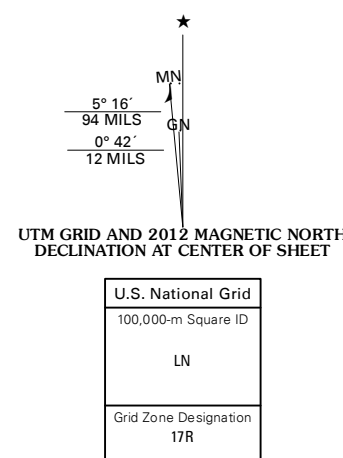 ★
MN
5° 16´
94 MILS
GN
0° 42´
12 MILS
UTM GRID AND 2012 MAGNETIC NORTH
DECLINATION AT CENTER OF SHEET
U.S. National Grid
100,000-m Square ID
LN
Grid Zone Designation
17R